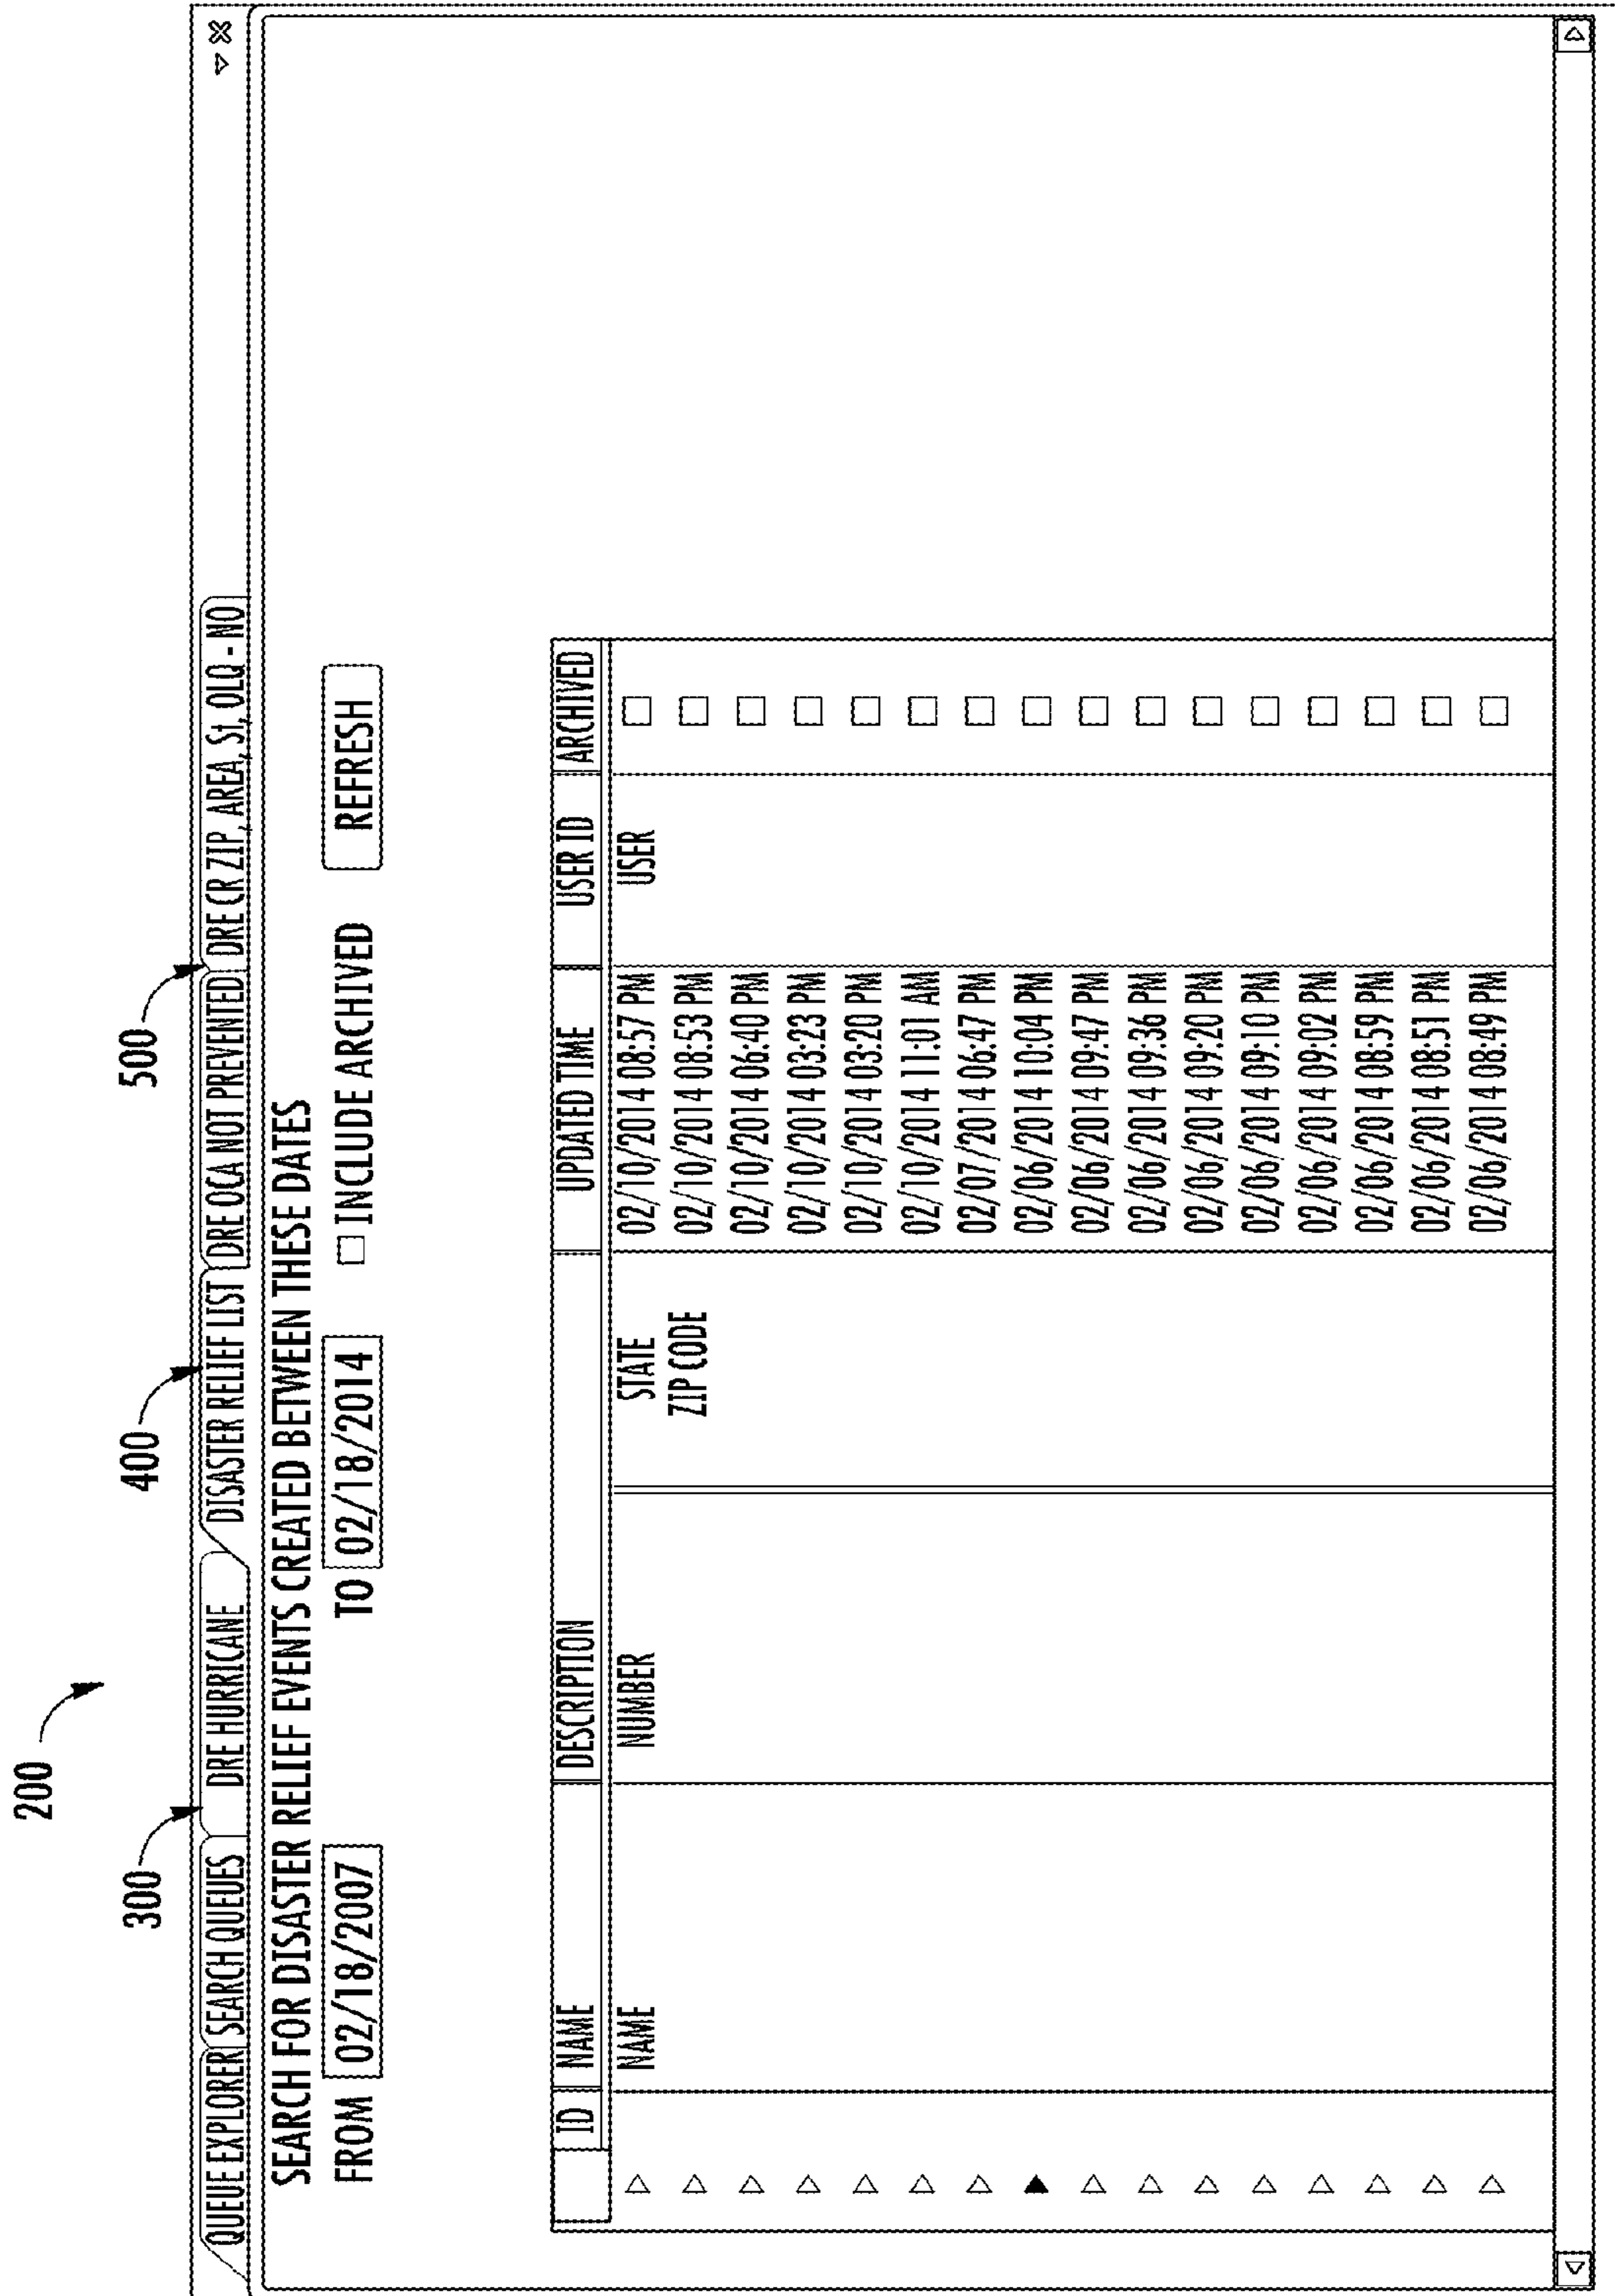 200
300
400
500
QUEUE EXPLORER SEARCH QUEUES DRE HURRICANE DISASTER RELIEF LIST DRE OCA NOT PREVENTED DRE CR ZIP, AREA, St, OLQ - NO
SEARCH FOR DISASTER RELIEF EVENTS CREATED BETWEEN THESE DATES
FROM 02/18/2007 TO 02/18/2014 INCLUDE ARCHIVED REFRESH
ID NAME DESCRIPTION UPDATED TIME USER ID ARCHIVED
NAME NUMBER STATE 02/10/2014 08:57 PM USER
ZIP CODE 02/10/2014 08:53 PM
02/10/2014 06:40 PM
02/10/2014 03:23 PM
02/10/2014 03:20 PM
02/10/2014 11:01 AM
02/07/2014 06:47 PM
02/06/2014 10:04 PM
02/06/2014 09:47 PM
02/06/2014 09:36 PM
02/06/2014 09:20 PM
02/06/2014 09:10 PM
02/06/2014 09:02 PM
02/06/2014 08:59 PM
02/06/2014 08:51 PM
02/06/2014 08:49 PM